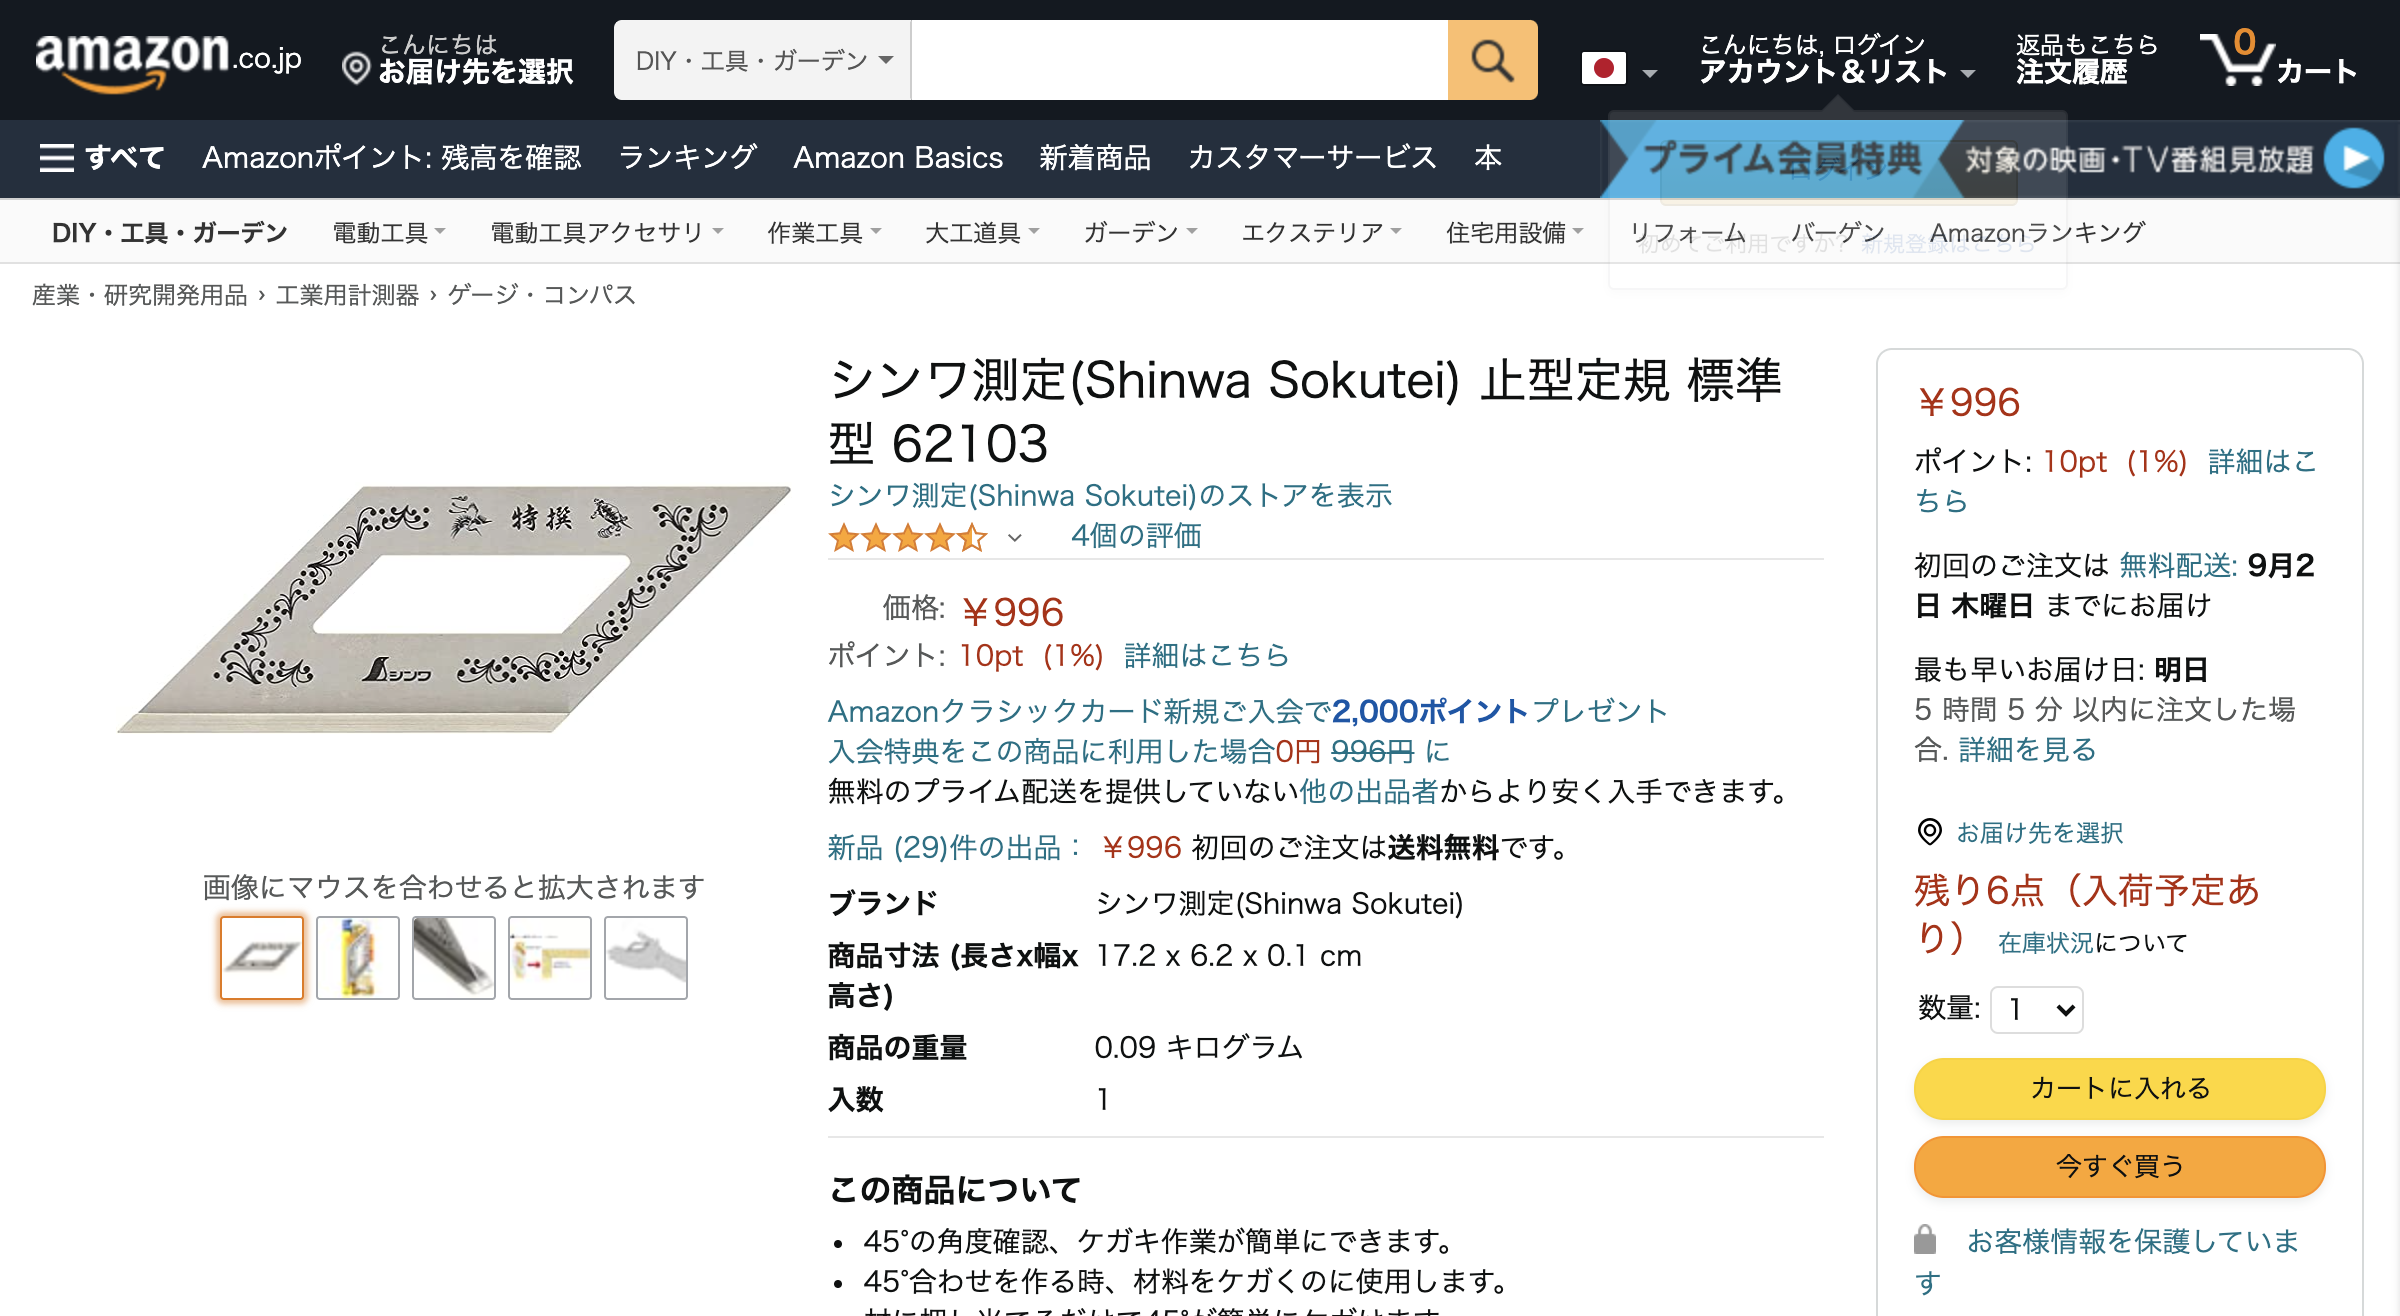 amazon.co.jp
こんにちは
お届け先を選択
DIY・工具・ガーデン
こんにちは, ログイン
アカウント＆リスト
返品もこちら
注文履歴
0
カート
すべて
Amazonポイント: 残高を確認
ランキング
Amazon Basics
新着商品
カスタマーサービス
本
プライム会員特典
対象の映画・TV番組見放題
ログイン
DIY・工具・ガーデン
電動工具
電動工具アクセサリ
作業工具
大工道具
ガーデン
エクステリア
住宅用設備
リフォーム
バーゲン
Amazonランキング
初めてご利用ですか? 新規登録はこちら
産業・研究開発用品 › 工業用計測器 › ゲージ・コンパス
特撰
シンワ
画像にマウスを合わせると拡大されます
シンワ測定(Shinwa Sokutei) 止型定規 標準
型 62103
シンワ測定(Shinwa Sokutei)のストアを表示
4個の評価
価格: ￥996
ポイント: 10pt (1%) 詳細はこちら
Amazonクラシックカード新規ご入会で2,000ポイントプレゼント
入会特典をこの商品に利用した場合0円 996円 に
無料のプライム配送を提供していない他の出品者からより安く入手できます。
新品 (29)件の出品： ￥996 初回のご注文は送料無料です。
ブランド シンワ測定(Shinwa Sokutei)
商品寸法 (長さx幅x 17.2 x 6.2 x 0.1 cm
高さ)
商品の重量 0.09 キログラム
入数 1
この商品について
• 45°の角度確認、ケガキ作業が簡単にできます。
• 45°合わせを作る時、材料をケガくのに使用します。
• 材に押し当てるだけで45°が簡単にケガけます。
￥996
ポイント: 10pt (1%) 詳細はこ
ちら
初回のご注文は 無料配送: 9月2
日 木曜日 までにお届け
最も早いお届け日: 明日
5 時間 5 分 以内に注文した場
合. 詳細を見る
お届け先を選択
残り6点（入荷予定あ
り） 在庫状況について
数量: 1
カートに入れる
今すぐ買う
お客様情報を保護していま
す